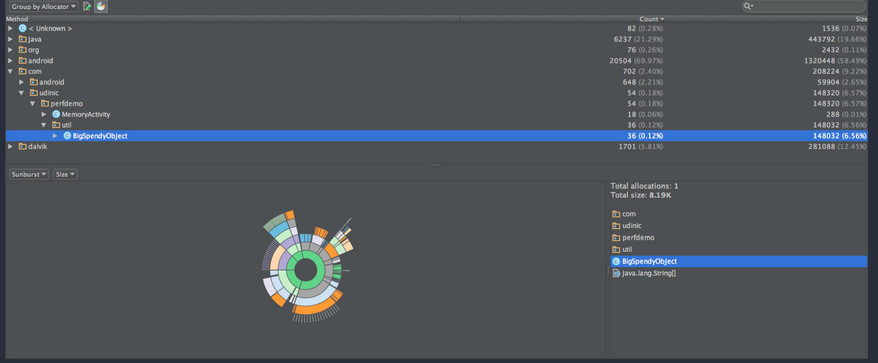 Group by Allocator
Method Count Size
< Unknown > 82 (0.28%) 1536 (0.07%)
java 6237 (21.29%) 443792 (19.66%)
org 76 (0.26%) 2432 (0.11%)
android 20504 (69.97%) 1320448 (58.49%)
com 702 (2.40%) 208224 (9.22%)
android 648 (2.21%) 59904 (2.65%)
udinic 54 (0.18%) 148320 (6.57%)
perfdemo 54 (0.18%) 148320 (6.57%)
MemoryActivity 18 (0.06%) 288 (0.01%)
util 36 (0.12%) 148032 (6.56%)
BigSpendyObject 36 (0.12%) 148032 (6.56%)
dalvik 1701 (5.81%) 281088 (12.45%)
Sunburst Size
Total allocations: 1
Total size: 8.19K
com
udinic
perfdemo
util
BigSpendyObject
java.lang.String[]